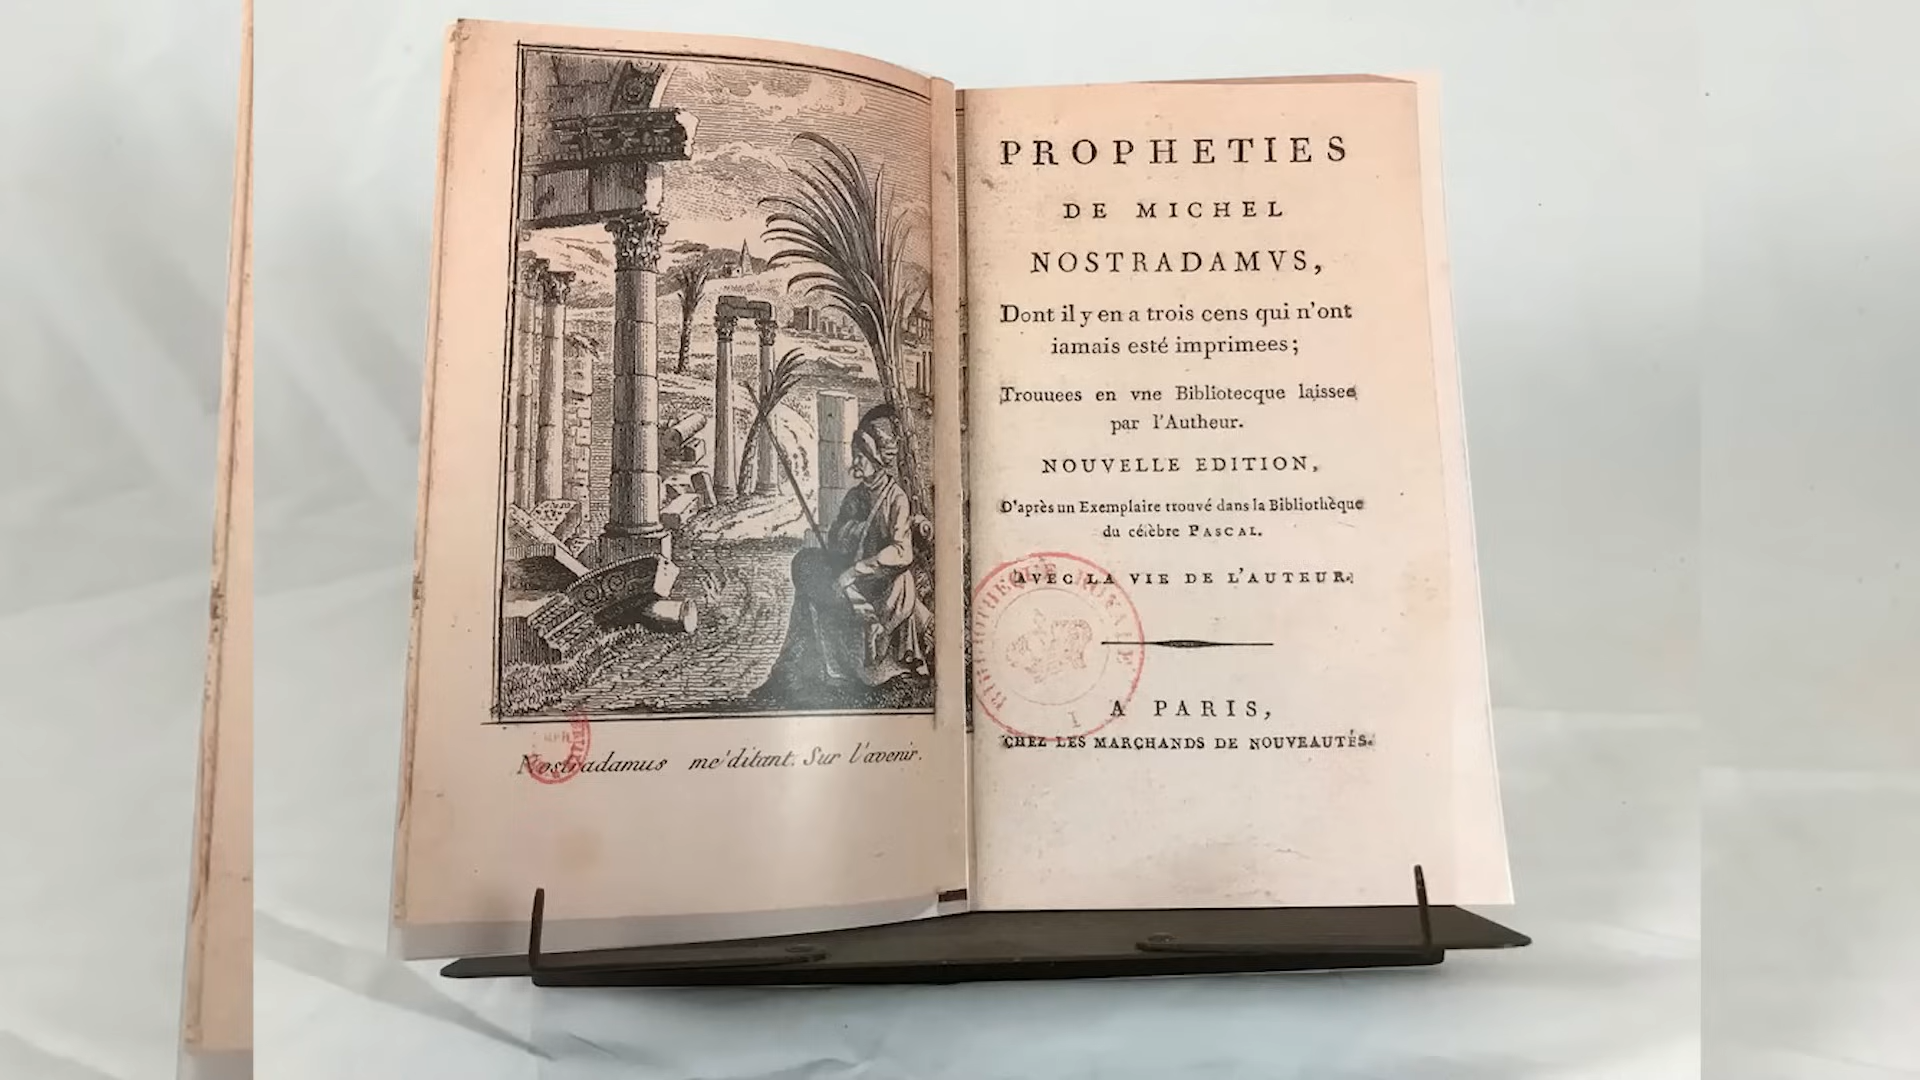 Nostradamus me'ditant. Sur l'avenir.
PROPHETIES
DE MICHEL
NOSTRADAMVS,
Dont il y en a trois cens qui n'ont
iamais esté imprimees;
Trouuees en vne Bibliotecque laissee
par l'Autheur.
NOUVELLE EDITION,
D'après un Exemplaire trouvé dans la Bibliothèque
du célèbre PASCAL.
AVEC LA VIE DE L'AUTEUR.
BIBLIOTHEQUE ROYALE
I
A PARIS,
CHEZ LES MARCHANDS DE NOUVEAUTÉS.